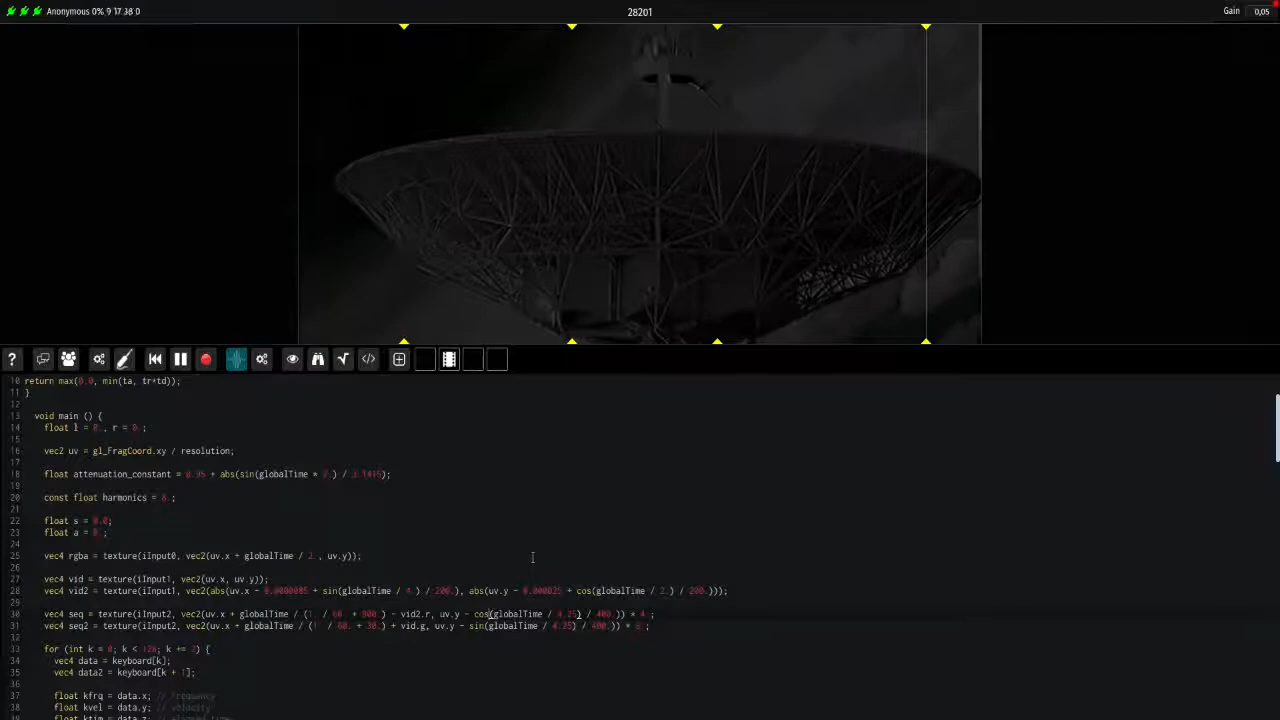 Anonymous 0% 9 17:38 0
28201
Gain 0,05
10 return max(0.0, min(ta, tr*td));
11 }
12
13 void main () {
14 float l = 0., r = 0.;
15
16 vec2 uv = gl_FragCoord.xy / resolution;
17
18 float attenuation_constant = 0.95 + abs(sin(globalTime * 2.) / 3.1415);
19
20 const float harmonics = 8.;
21
22 float s = 0.0;
23 float a = 0.;
24
25 vec4 rgba = texture(iInput0, vec2(uv.x + globalTime / 2., uv.y));
26
27 vec4 vid = texture(iInput1, vec2(uv.x, uv.y));
28 vec4 vid2 = texture(iInput1, vec2(abs(uv.x - 0.0000085 + sin(globalTime / 4.) / 200.), abs(uv.y - 0.000025 + cos(globalTime / 2.) / 200.)));
29
30 vec4 seq = texture(iInput2, vec2(uv.x + globalTime / (1. / 60. + 800.) - vid2.r, uv.y - cos(globalTime / 4.25) / 400.)) * 4.;
31 vec4 seq2 = texture(iInput2, vec2(uv.x + globalTime / (1. / 60. + 30.) + vid.g, uv.y - sin(globalTime / 4.25) / 400.)) * 6.;
32
33 for (int k = 0; k < 128; k += 2) {
34 vec4 data = keyboard[k];
35 vec4 data2 = keyboard[k + 1];
36
37 float kfrq = data.x; // frequency
38 float kvel = data.y; // velocity
39 float ktim = data.z; // elapsed time